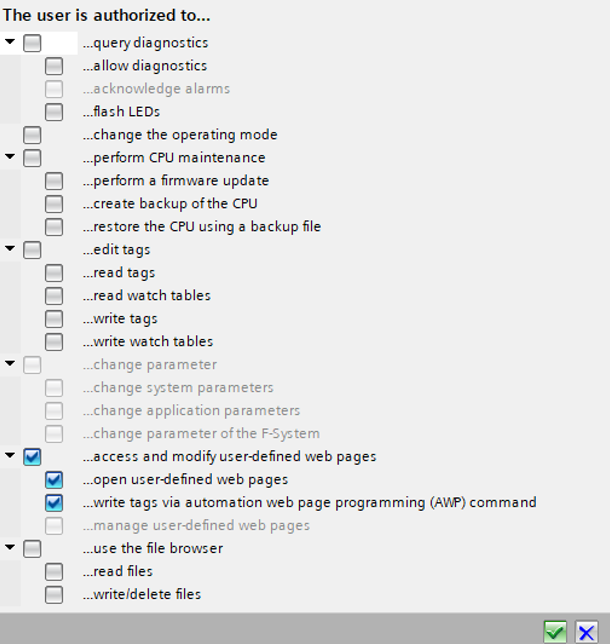 The user is authorized to...
...query diagnostics
...allow diagnostics
...acknowledge alarms
...flash LEDs
...change the operating mode
...perform CPU maintenance
...perform a firmware update
...create backup of the CPU
...restore the CPU using a backup file
...edit tags
...read tags
...read watch tables
...write tags
...write watch tables
...change parameter
...change system parameters
...change application parameters
...change parameter of the F-System
...access and modify user-defined web pages
...open user-defined web pages
...write tags via automation web page programming (AWP) command
...manage user-defined web pages
...use the file browser
...read files
...write/delete files